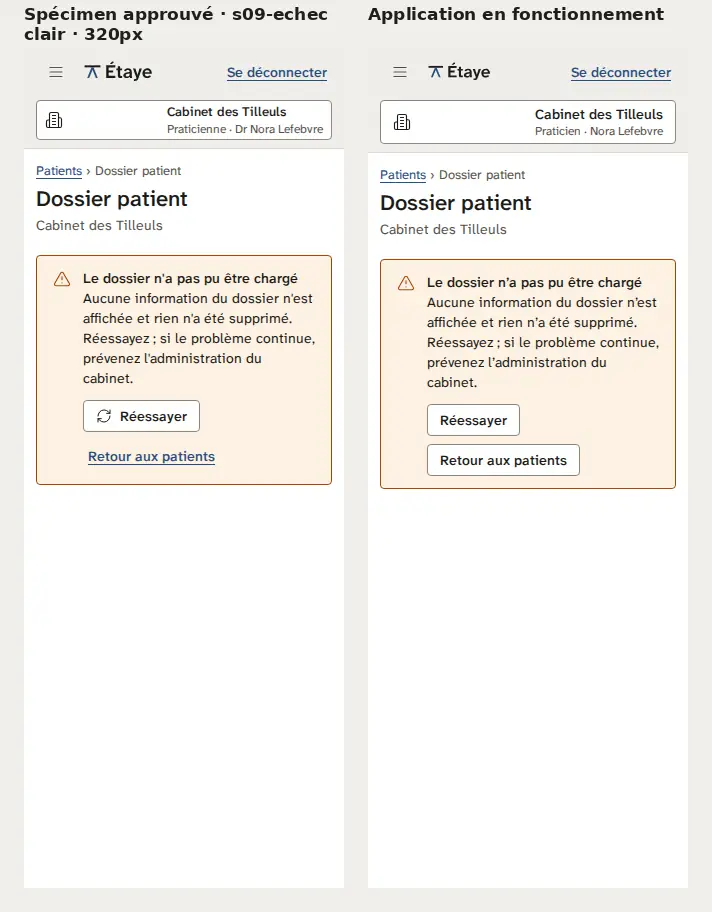 Spécimen approuvé · s09-echec
clair · 320px
Étaye
Se déconnecter
Cabinet des Tilleuls
Praticienne · Dr Nora Lefebvre
Patients › Dossier patient
Dossier patient
Cabinet des Tilleuls
Le dossier n'a pas pu être chargé
Aucune information du dossier n'est
affichée et rien n'a été supprimé.
Réessayez ; si le problème continue,
prévenez l'administration du
cabinet.
Réessayer
Retour aux patients
Application en fonctionnement
Étaye
Se déconnecter
Cabinet des Tilleuls
Praticien · Nora Lefebvre
Patients › Dossier patient
Dossier patient
Cabinet des Tilleuls
Le dossier n’a pas pu être chargé
Aucune information du dossier n’est
affichée et rien n’a été supprimé.
Réessayez ; si le problème continue,
prévenez l’administration du
cabinet.
Réessayer
Retour aux patients